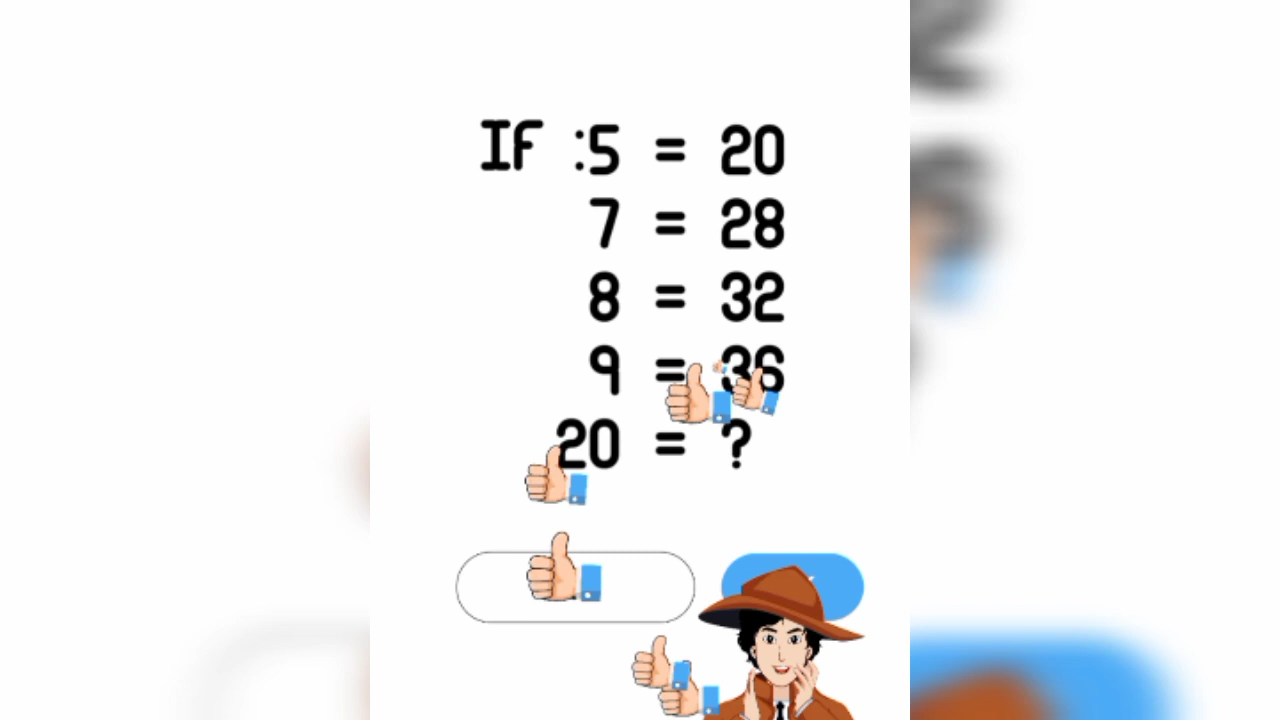 IF :5 = 20
7 = 28
8 = 32
9 = 36
20 = ?